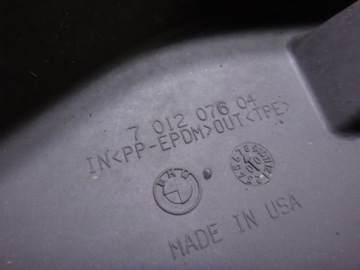 7 012 076 04
IN<PP-EPDM>OUT<TPE>
BMW
MADE IN USA